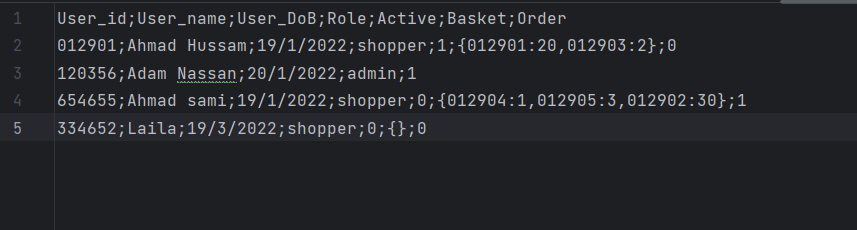 1 User_id;User_name;User_DoB;Role;Active;Basket;Order
2 012901;Ahmad Hussam;19/1/2022;shopper;1;{012901:20,012903:2};0
3 120356;Adam Nassan;20/1/2022;admin;1
4 654655;Ahmad sami;19/1/2022;shopper;0;{012904:1,012905:3,012902:30};1
5 334652;Laila;19/3/2022;shopper;0;{};0